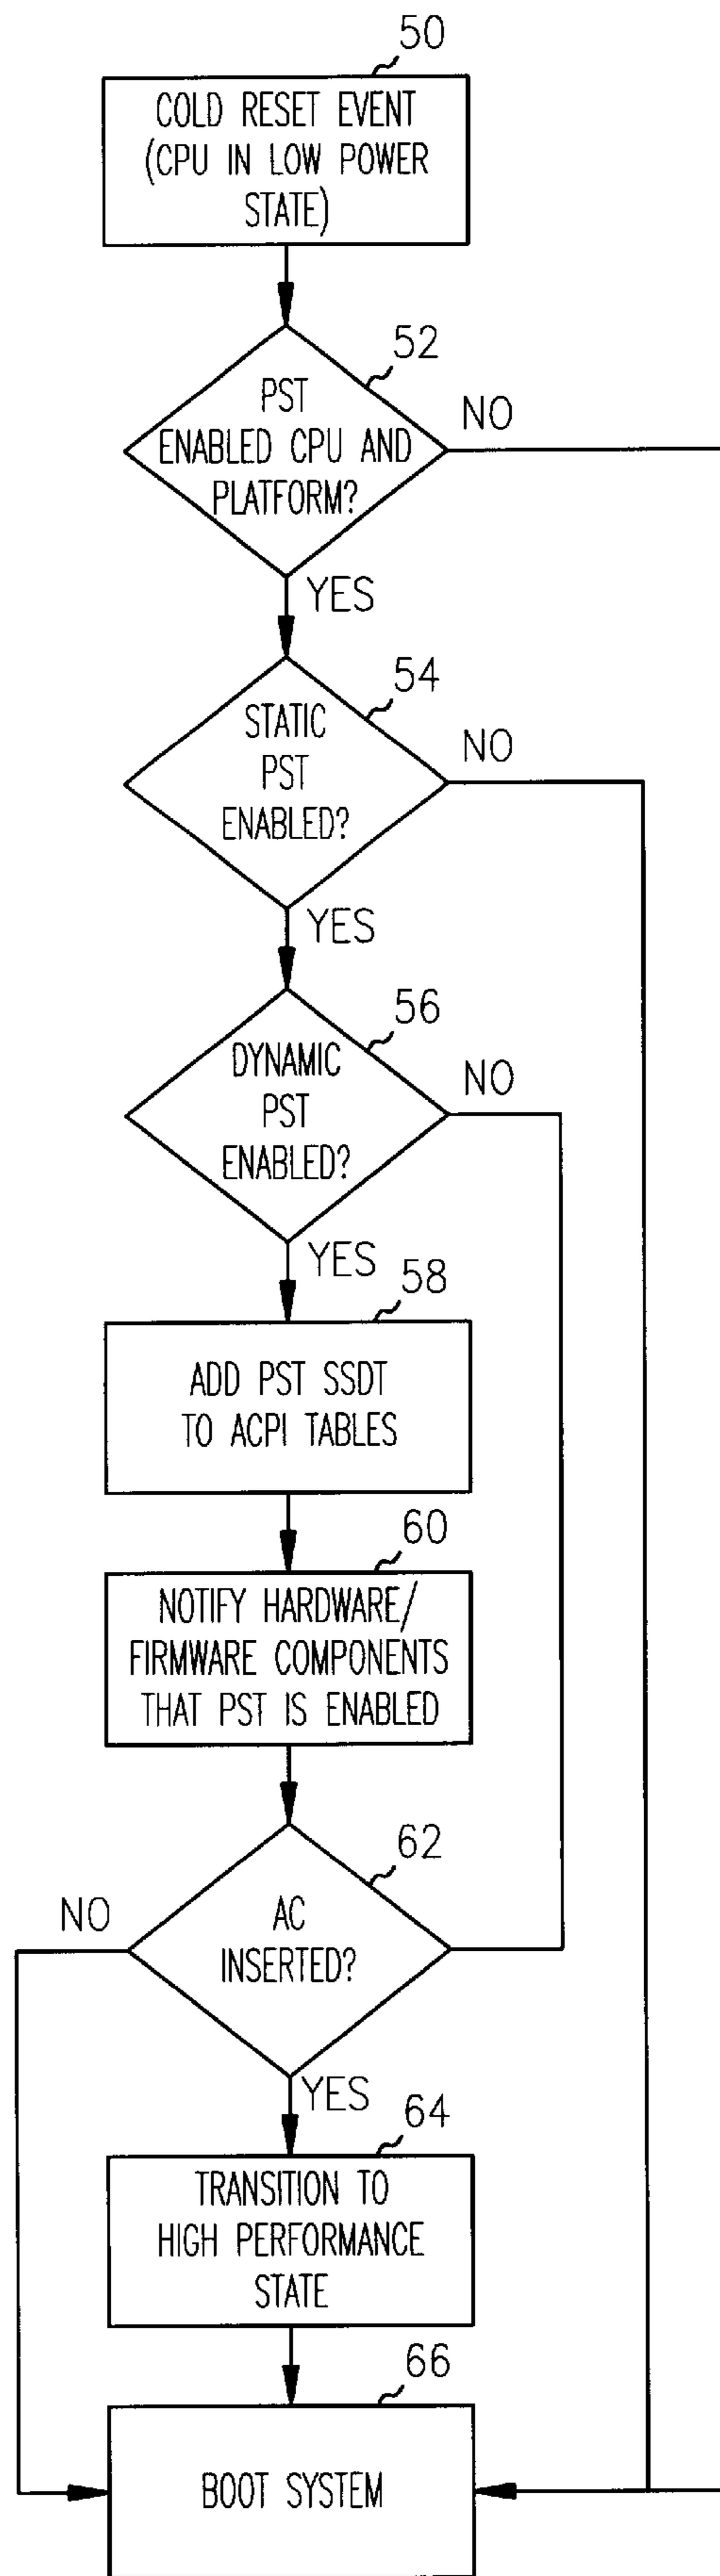 50
COLD RESET EVENT
(CPU IN LOW POWER
STATE)
52
PST
ENABLED CPU AND
PLATFORM?
NO
YES
54
STATIC
PST
ENABLED?
NO
YES
56
DYNAMIC
PST
ENABLED?
NO
YES
58
ADD PST SSDT
TO ACPI TABLES
60
NOTIFY HARDWARE/
FIRMWARE COMPONENTS
THAT PST IS ENABLED
62
NO
AC
INSERTED?
YES
64
TRANSITION TO
HIGH PERFORMANCE
STATE
66
BOOT SYSTEM